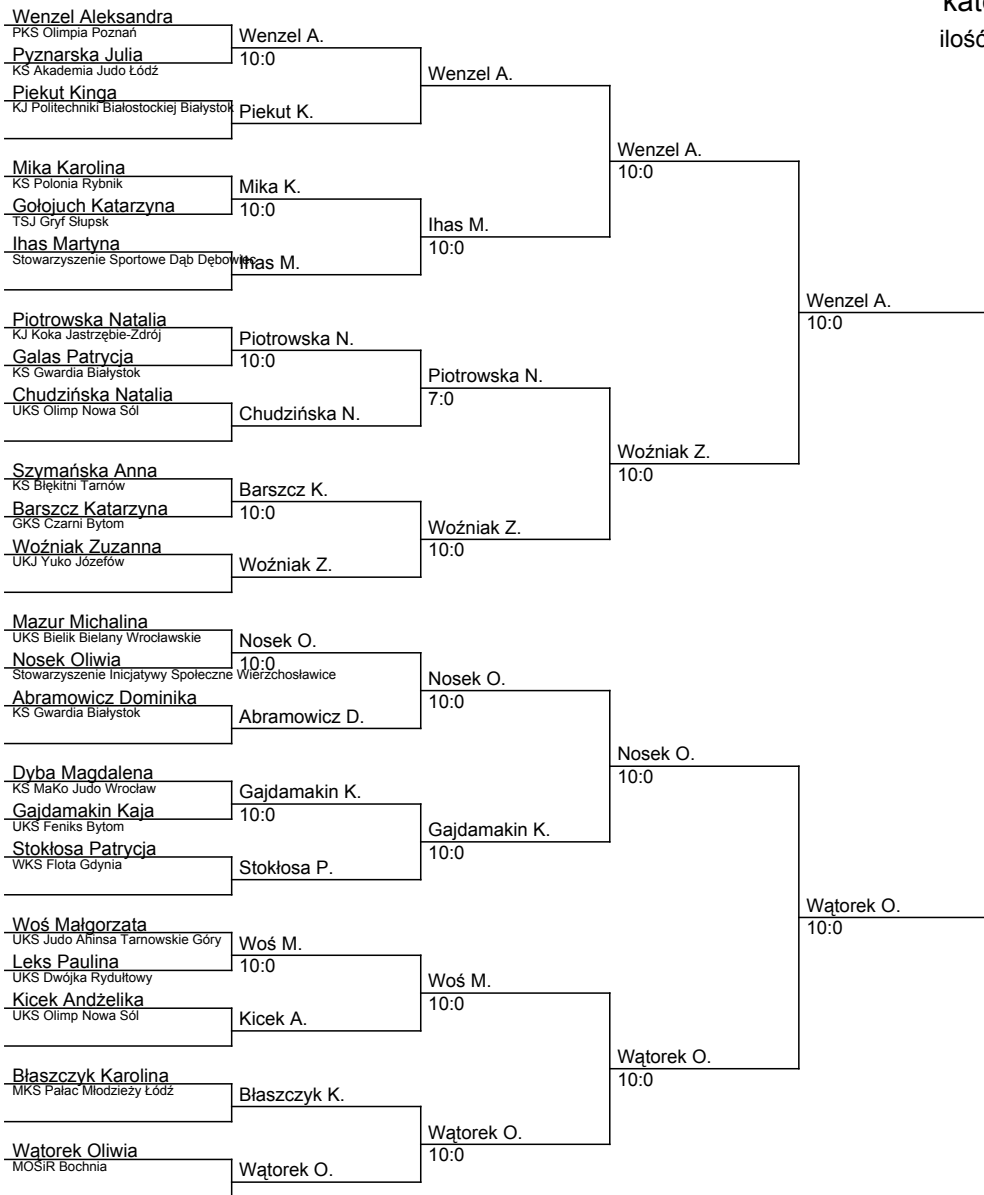 Wenzel Aleksandra
PKS Olimpia Poznań
Pyznarska Julia
KS Akademia Judo Łódź
Piekut Kinga
KJ Politechniki Białostockiej Białystok
Mika Karolina
KS Polonia Rybnik
Gołojuch Katarzyna
TSJ Gryf Słupsk
Ihas Martyna
Stowarzyszenie Sportowe Dąb Dębowiec
Piotrowska Natalia
KJ Koka Jastrzębie-Zdrój
Galas Patrycja
KS Gwardia Białystok
Chudzińska Natalia
UKS Olimp Nowa Sól
Szymańska Anna
KS Błękitni Tarnów
Barszcz Katarzyna
GKS Czarni Bytom
Woźniak Zuzanna
UKJ Yuko Józefów
Mazur Michalina
UKS Bielik Bielany Wrocławskie
Nosek Oliwia
Stowarzyszenie Inicjatywy Społeczne Wierzchosławice
Abramowicz Dominika
KS Gwardia Białystok
Dyba Magdalena
KS MaKo Judo Wrocław
Gajdamakin Kaja
UKS Feniks Bytom
Stokłosa Patrycja
WKS Flota Gdynia
Woś Małgorzata
UKS Judo Ahinsa Tarnowskie Góry
Leks Paulina
UKS Dwójka Rydułtowy
Kicek Andżelika
UKS Olimp Nowa Sól
Błaszczyk Karolina
MKS Pałac Młodzieży Łódź
Wątorek Oliwia
MOSiR Bochnia
Wenzel A.
10:0
Piekut K.
Mika K.
10:0
Ihas M.
Piotrowska N.
10:0
Chudzińska N.
Barszcz K.
10:0
Woźniak Z.
Nosek O.
10:0
Abramowicz D.
Gajdamakin K.
10:0
Stokłosa P.
Woś M.
10:0
Kicek A.
Błaszczyk K.
Wątorek O.
Wenzel A.
Ihas M.
10:0
Piotrowska N.
7:0
Woźniak Z.
10:0
Nosek O.
10:0
Gajdamakin K.
10:0
Woś M.
10:0
Wątorek O.
10:0
Wenzel A.
10:0
Woźniak Z.
10:0
Nosek O.
10:0
Wątorek O.
10:0
Wenzel A.
10:0
Wątorek O.
10:0
ilość